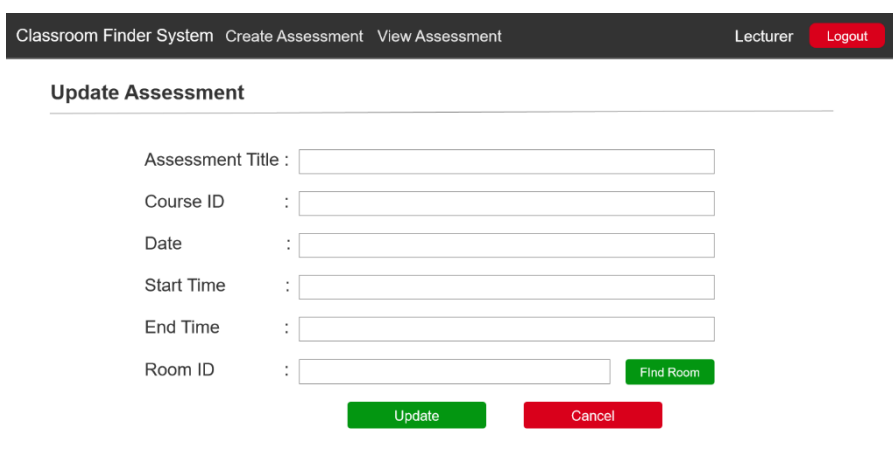 Classroom Finder System Create Assessment View Assessment Lecturer Logout
Update Assessment
Assessment Title :
Course ID :
Date :
Start Time :
End Time :
Room ID : FInd Room
Update Cancel